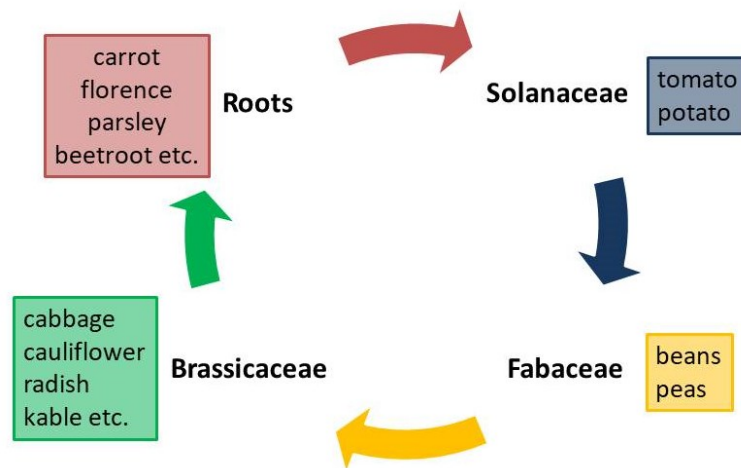 carrot
florence
parsley
beetroot etc.
Roots
Solanaceae
tomato
potato
cabbage
cauliflower
radish
kable etc.
Brassicaceae
Fabaceae
beans
peas